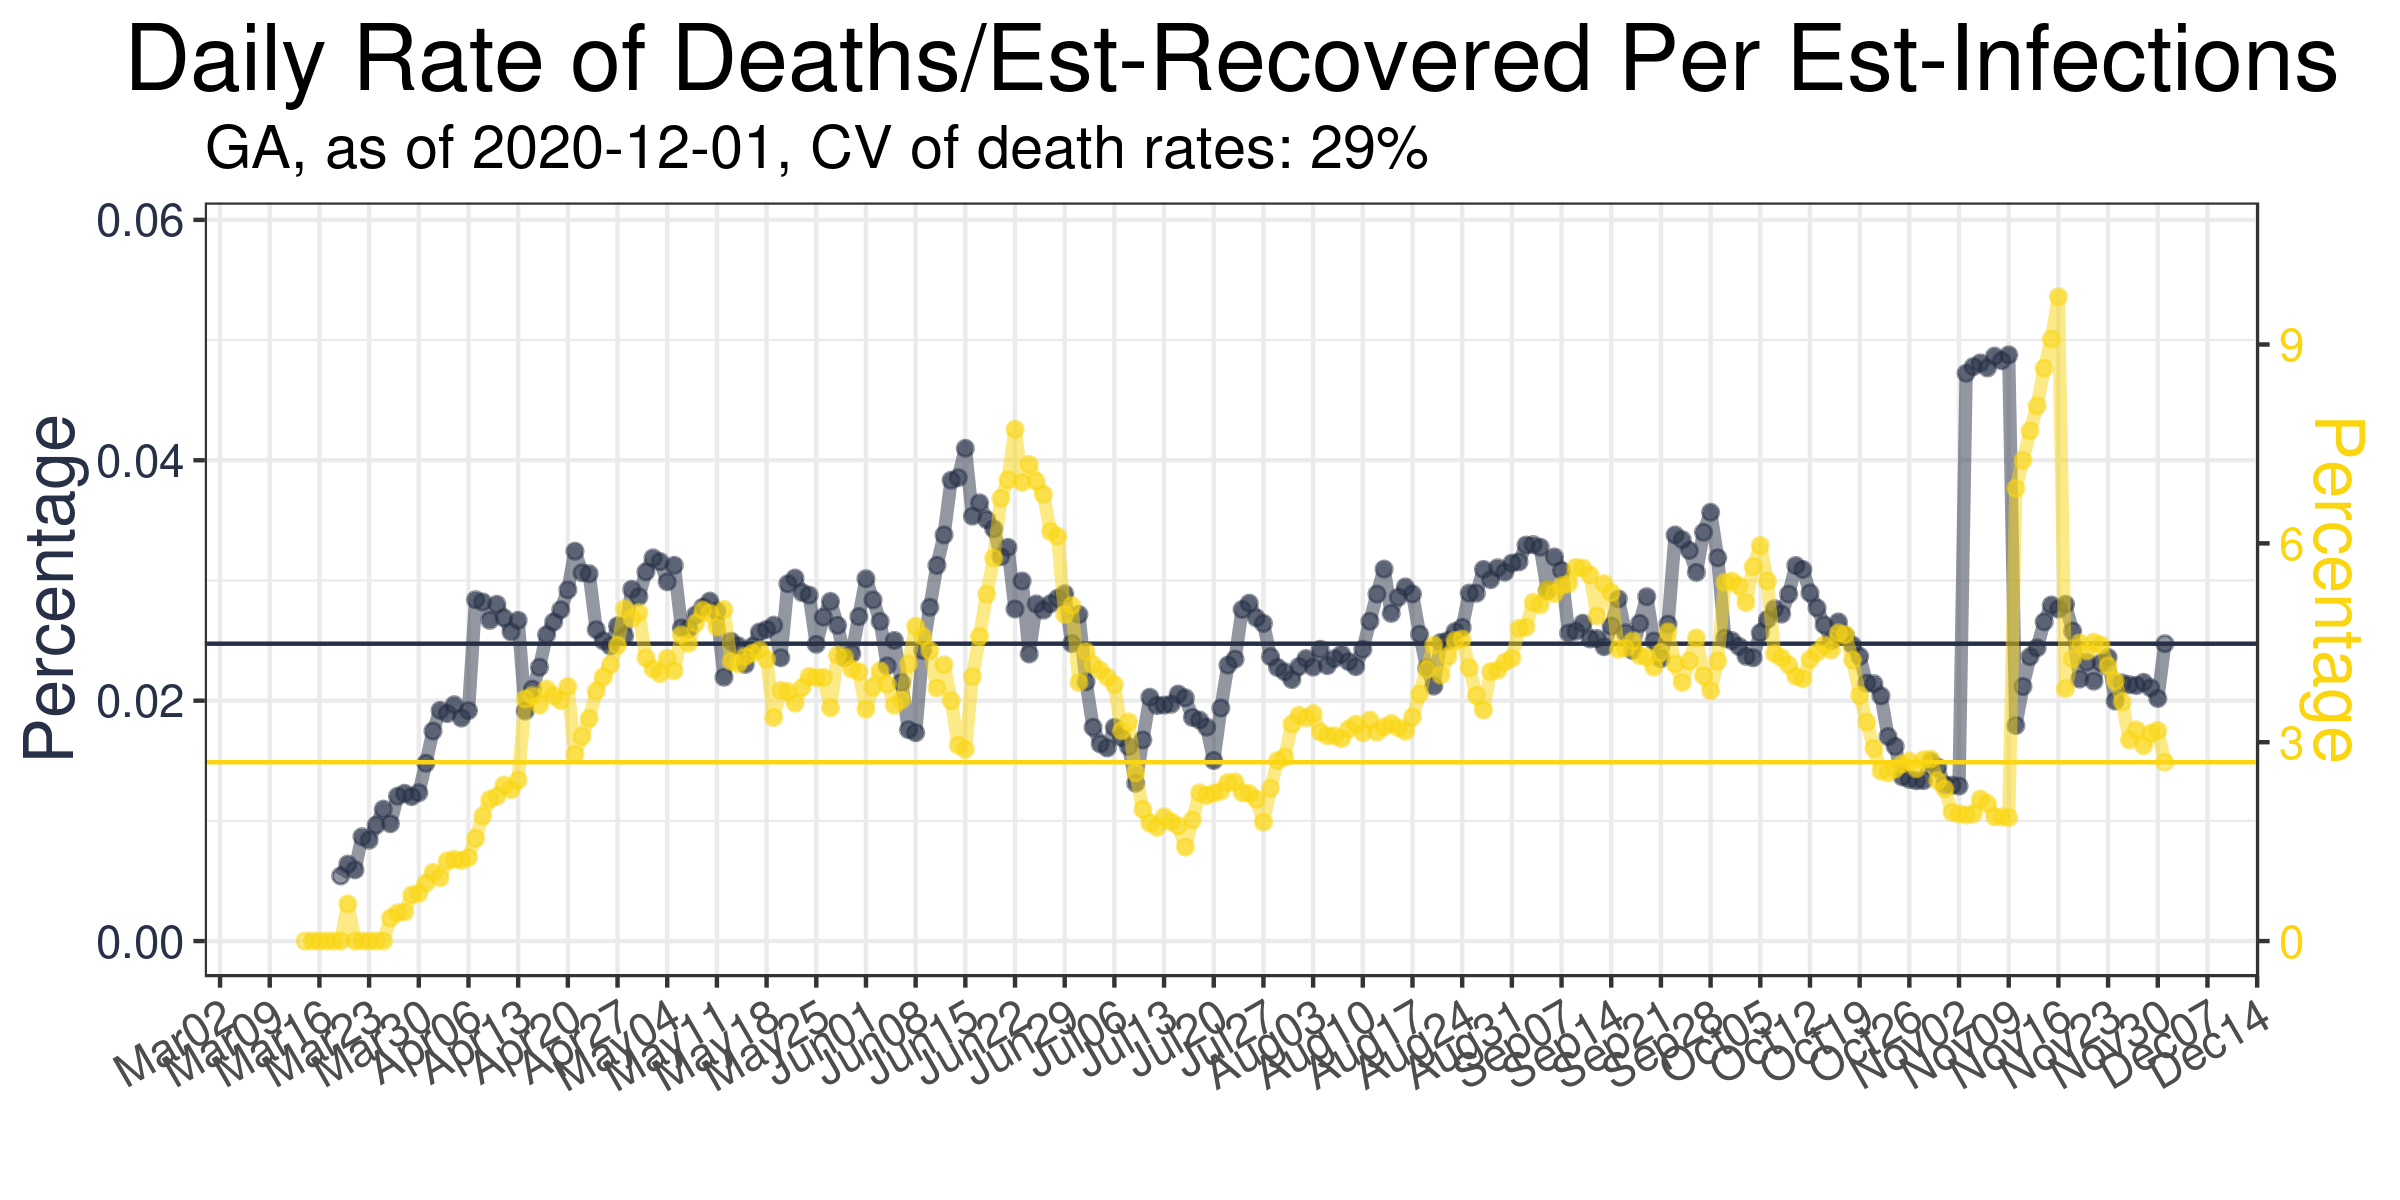 Daily Rate of Deaths/Est-Recovered Per Est-Infections
GA, as of 2020-12-01, CV of death rates: 29%
Percentage
0.06
0.04
0.02
0.00
9
6
3
0
Percentage
Mar02
Mar09
Mar16
Mar23
Mar30
Apr06
Apr13
Apr20
Apr27
May04
May11
May18
May25
Jun01
Jun08
Jun15
Jun22
Jun29
Jul06
Jul13
Jul20
Jul27
Aug03
Aug10
Aug17
Aug24
Aug31
Sep07
Sep14
Sep21
Sep28
Oct05
Oct12
Oct19
Oct26
Nov02
Nov09
Nov16
Nov23
Nov30
Dec07
Dec14